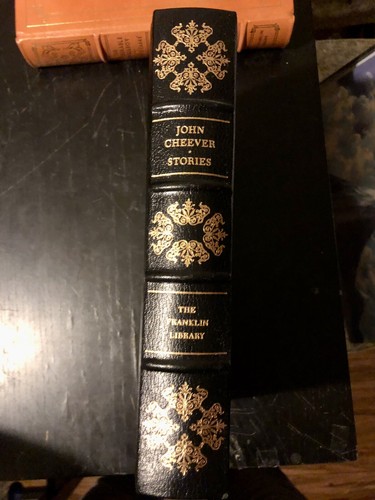 JOHN
CHEEVER
STORIES
THE
FRANKLIN
LIBRARY